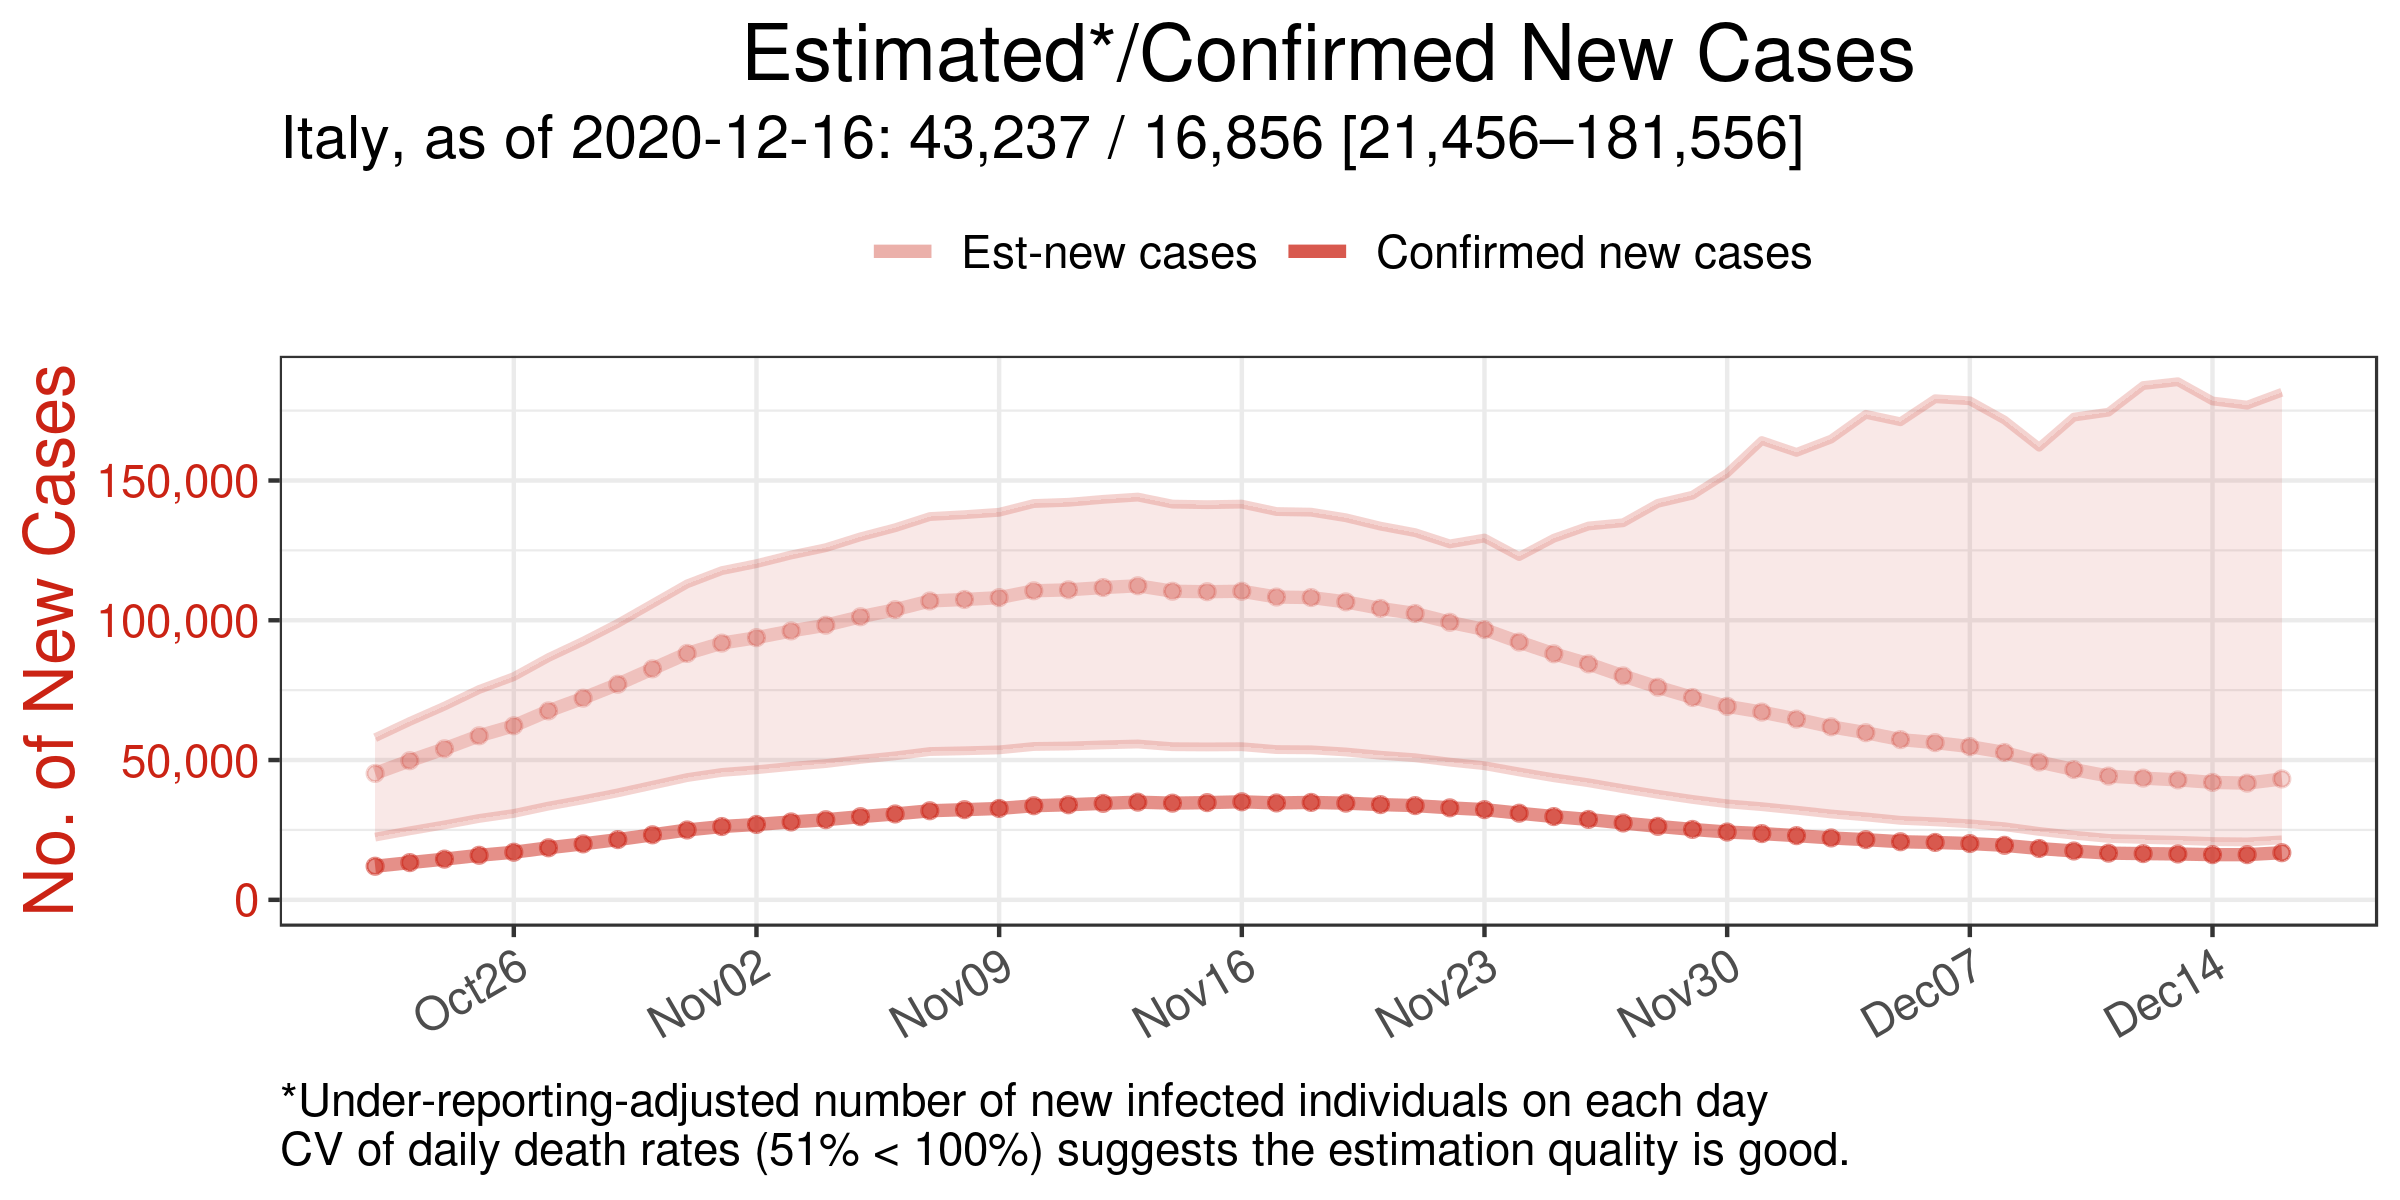 Estimated*/Confirmed New Cases
Italy, as of 2020-12-16: 43,237 / 16,856 [21,456–181,556]
Est-new cases
Confirmed new cases
No. of New Cases
150,000
100,000
50,000
0
Oct26
Nov02
Nov09
Nov16
Nov23
Nov30
Dec07
Dec14
*Under-reporting-adjusted number of new infected individuals on each day
CV of daily death rates (51% < 100%) suggests the estimation quality is good.